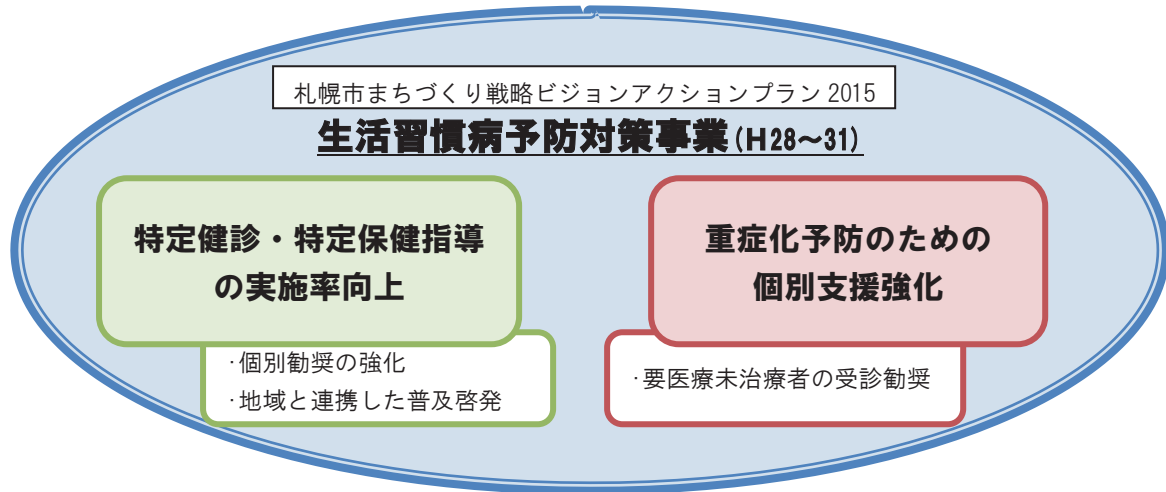 札幌市まちづくり戦略ビジョンアクションプラン 2015
生活習慣病予防対策事業(H28~31)
特定健診・特定保健指導
の実施率向上
・個別勧奨の強化
・地域と連携した普及啓発
重症化予防のための
個別支援強化
・要医療未治療者の受診勧奨